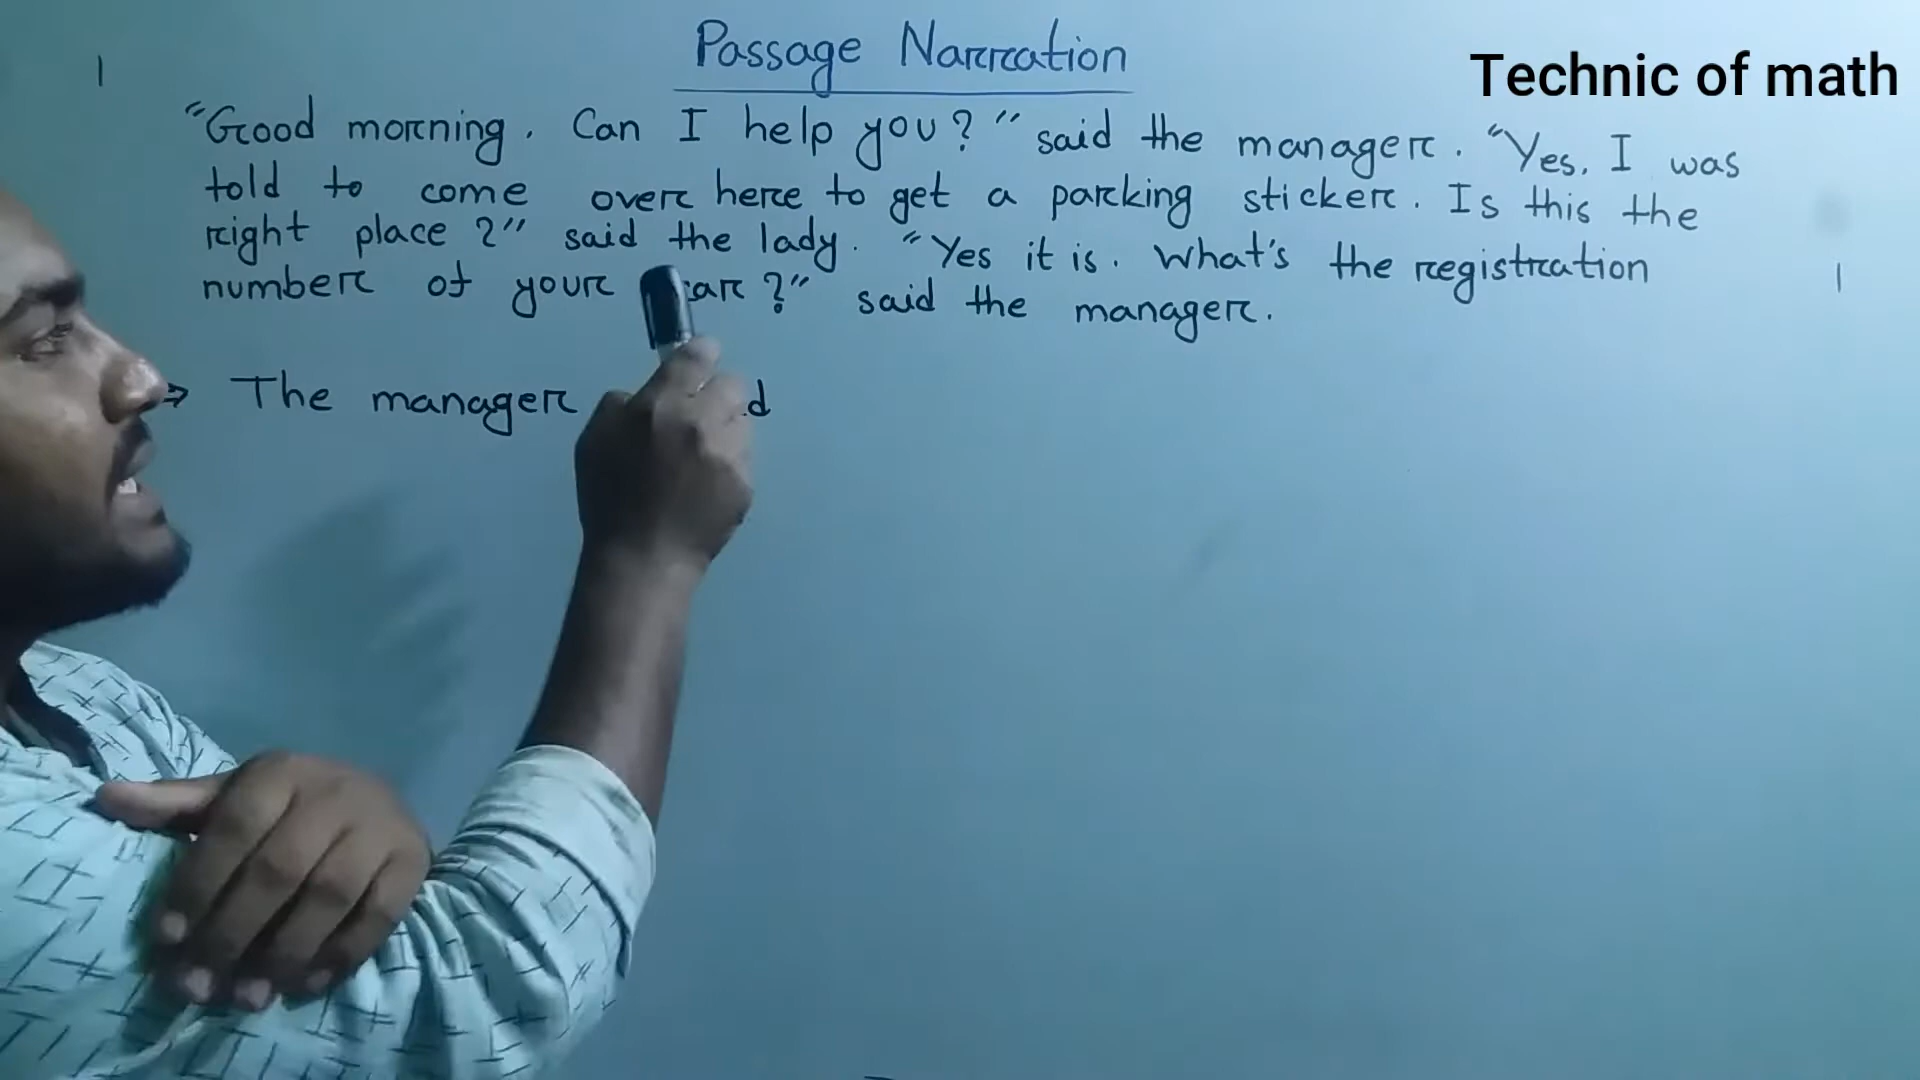 Passage Narration
Technic of math
"Good morning. Can I help you?" said the manager. "Yes. I was
told to come over here to get a parking sticker. Is this the
right place?" said the lady. "Yes it is. What's the registration
number of your car?" said the manager.
⇒ The manager